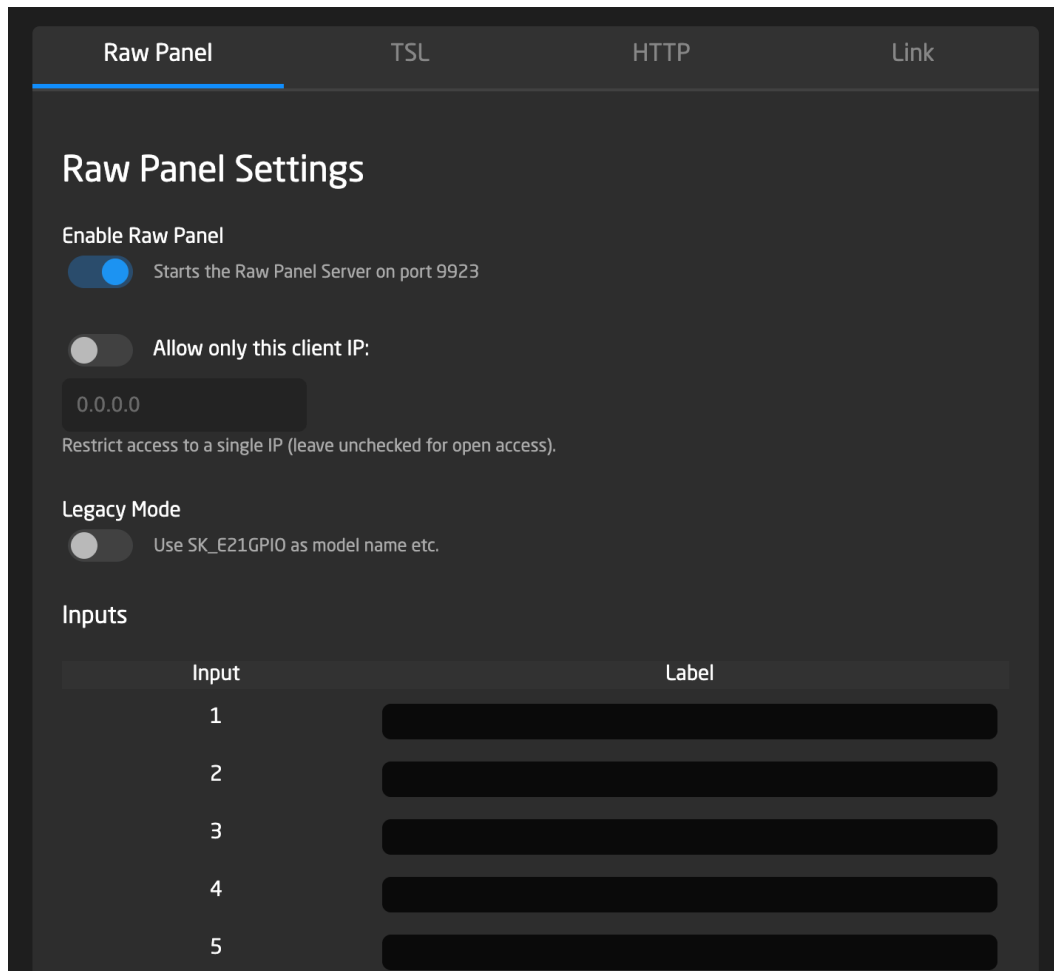 Raw Panel TSL HTTP Link
Raw Panel Settings
Enable Raw Panel
Starts the Raw Panel Server on port 9923
Allow only this client IP:
0.0.0.0
Restrict access to a single IP (leave unchecked for open access).
Legacy Mode
Use SK_E21GPIO as model name etc.
Inputs
Input Label
1
2
3
4
5